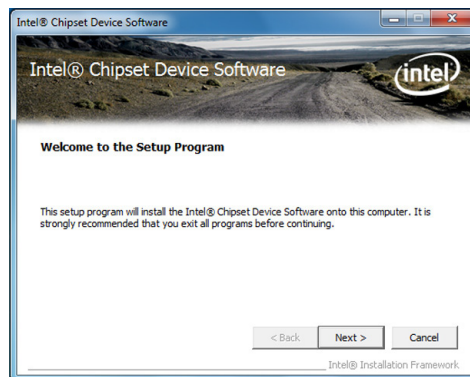 Intel® Chipset Device Software
Intel® Chipset Device Software
intel
Welcome to the Setup Program
This setup program will install the Intel® Chipset Device Software onto this computer. It is
strongly recommended that you exit all programs before continuing.
< Back Next > Cancel
Intel® Installation Framework